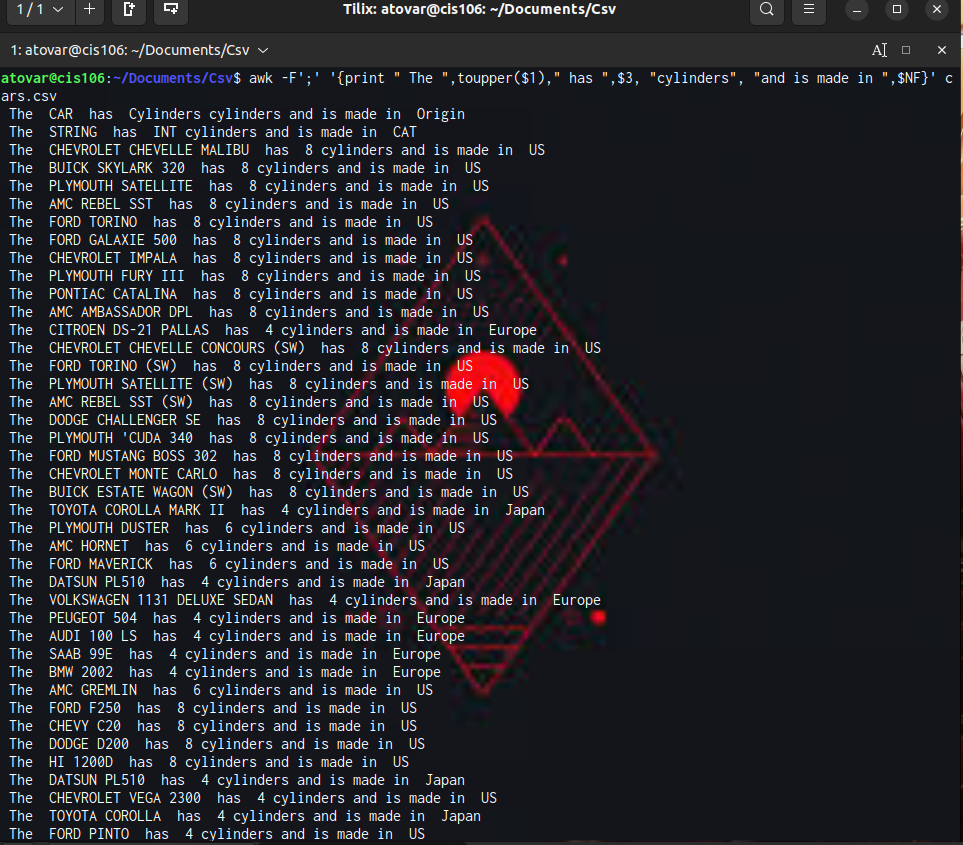 1 / 1
Tilix: atovar@cis106: ~/Documents/Csv
1: atovar@cis106: ~/Documents/Csv
atovar@cis106:~/Documents/Csv$ awk -F';' '{print " The ",toupper($1)," has ",$3, "cylinders", "and is made in ",$NF}' c
ars.csv
 The  CAR  has  Cylinders cylinders and is made in  Origin
 The  STRING  has  INT cylinders and is made in  CAT
 The  CHEVROLET CHEVELLE MALIBU  has  8 cylinders and is made in  US
 The  BUICK SKYLARK 320  has  8 cylinders and is made in  US
 The  PLYMOUTH SATELLITE  has  8 cylinders and is made in  US
 The  AMC REBEL SST  has  8 cylinders and is made in  US
 The  FORD TORINO  has  8 cylinders and is made in  US
 The  FORD GALAXIE 500  has  8 cylinders and is made in  US
 The  CHEVROLET IMPALA  has  8 cylinders and is made in  US
 The  PLYMOUTH FURY III  has  8 cylinders and is made in  US
 The  PONTIAC CATALINA  has  8 cylinders and is made in  US
 The  AMC AMBASSADOR DPL  has  8 cylinders and is made in  US
 The  CITROEN DS-21 PALLAS  has  4 cylinders and is made in  Europe
 The  CHEVROLET CHEVELLE CONCOURS (SW)  has  8 cylinders and is made in  US
 The  FORD TORINO (SW)  has  8 cylinders and is made in  US
 The  PLYMOUTH SATELLITE (SW)  has  8 cylinders and is made in  US
 The  AMC REBEL SST (SW)  has  8 cylinders and is made in  US
 The  DODGE CHALLENGER SE  has  8 cylinders and is made in  US
 The  PLYMOUTH 'CUDA 340  has  8 cylinders and is made in  US
 The  FORD MUSTANG BOSS 302  has  8 cylinders and is made in  US
 The  CHEVROLET MONTE CARLO  has  8 cylinders and is made in  US
 The  BUICK ESTATE WAGON (SW)  has  8 cylinders and is made in  US
 The  TOYOTA COROLLA MARK II  has  4 cylinders and is made in  Japan
 The  PLYMOUTH DUSTER  has  6 cylinders and is made in  US
 The  AMC HORNET  has  6 cylinders and is made in  US
 The  FORD MAVERICK  has  6 cylinders and is made in  US
 The  DATSUN PL510  has  4 cylinders and is made in  Japan
 The  VOLKSWAGEN 1131 DELUXE SEDAN  has  4 cylinders and is made in  Europe
 The  PEUGEOT 504  has  4 cylinders and is made in  Europe
 The  AUDI 100 LS  has  4 cylinders and is made in  Europe
 The  SAAB 99E  has  4 cylinders and is made in  Europe
 The  BMW 2002  has  4 cylinders and is made in  Europe
 The  AMC GREMLIN  has  6 cylinders and is made in  US
 The  FORD F250  has  8 cylinders and is made in  US
 The  CHEVY C20  has  8 cylinders and is made in  US
 The  DODGE D200  has  8 cylinders and is made in  US
 The  HI 1200D  has  8 cylinders and is made in  US
 The  DATSUN PL510  has  4 cylinders and is made in  Japan
 The  CHEVROLET VEGA 2300  has  4 cylinders and is made in  US
 The  TOYOTA COROLLA  has  4 cylinders and is made in  Japan
 The  FORD PINTO  has  4 cylinders and is made in  US